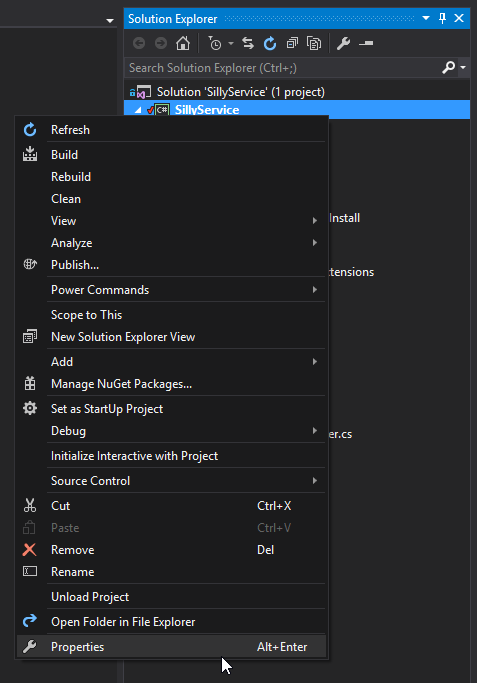 Solution Explorer
Search Solution Explorer (Ctrl+;)
Solution 'SillyService' (1 project)
C# SillyService
Refresh
Build
Rebuild
Clean
View
Install
Analyze
Publish...
tensions
Power Commands
Scope to This
New Solution Explorer View
Add
Manage NuGet Packages...
Set as StartUp Project
Debug
er.cs
Initialize Interactive with Project
Source Control
Cut Ctrl+X
Paste Ctrl+V
Remove Del
Rename
Unload Project
Open Folder in File Explorer
Properties Alt+Enter